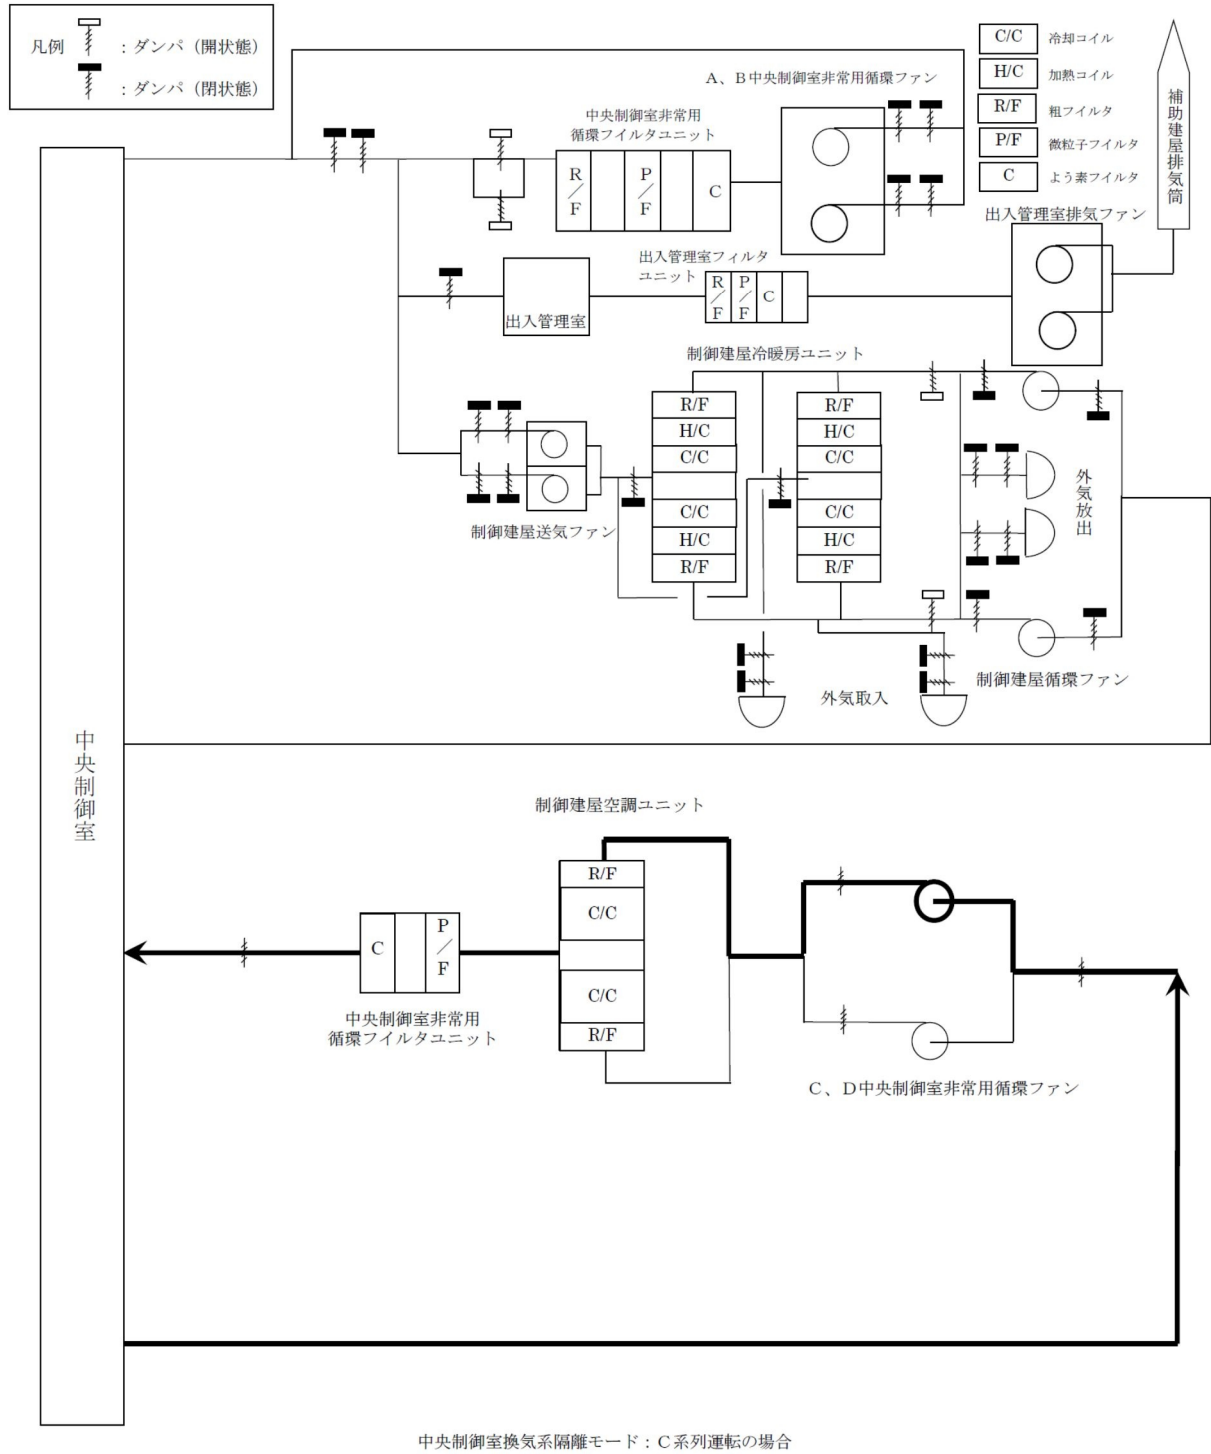 凡例
：ダンパ（開状態）
：ダンパ（閉状態）
C/C 冷却コイル
H/C 加熱コイル
R/F 粗フイルタ
P/F 微粒子フイルタ
C よう素フイルタ
補助建屋排気筒
A、B中央制御室非常用循環ファン
中央制御室非常用
循環フイルタユニット
R／F
P／F
C
出入管理室排気ファン
出入管理室フィルタ
ユニット
R／F
P／F
C
出入管理室
制御建屋冷暖房ユニット
R/F
H/C
C/C
C/C
H/C
R/F
R/F
H/C
C/C
C/C
H/C
R/F
制御建屋送気ファン
外気放出
外気取入
制御建屋循環ファン
中央制御室
制御建屋空調ユニット
R/F
C/C
C/C
R/F
C
P／F
中央制御室非常用
循環フイルタユニット
C、D中央制御室非常用循環ファン
中央制御室換気系隔離モード：C系列運転の場合